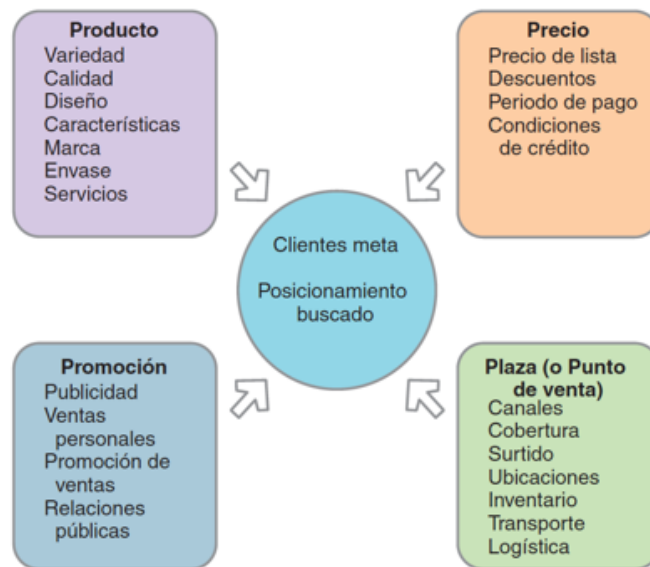 Producto
Variedad
Calidad
Diseño
Características
Marca
Envase
Servicios
Precio
Precio de lista
Descuentos
Periodo de pago
Condiciones
de crédito
Clientes meta
Posicionamiento
buscado
Promoción
Publicidad
Ventas
personales
Promoción de
ventas
Relaciones
públicas
Plaza (o Punto
de venta)
Canales
Cobertura
Surtido
Ubicaciones
Inventario
Transporte
Logística